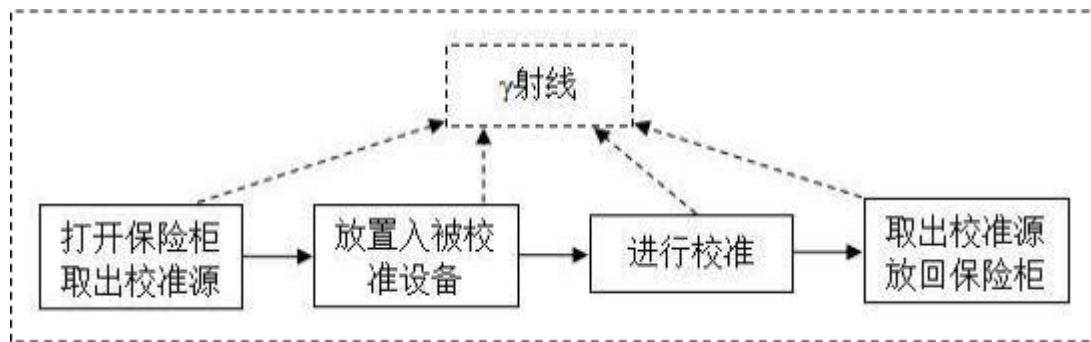 γ射线
打开保险柜
取出校准源
放置入被校
准设备
进行校准
取出校准源
放回保险柜